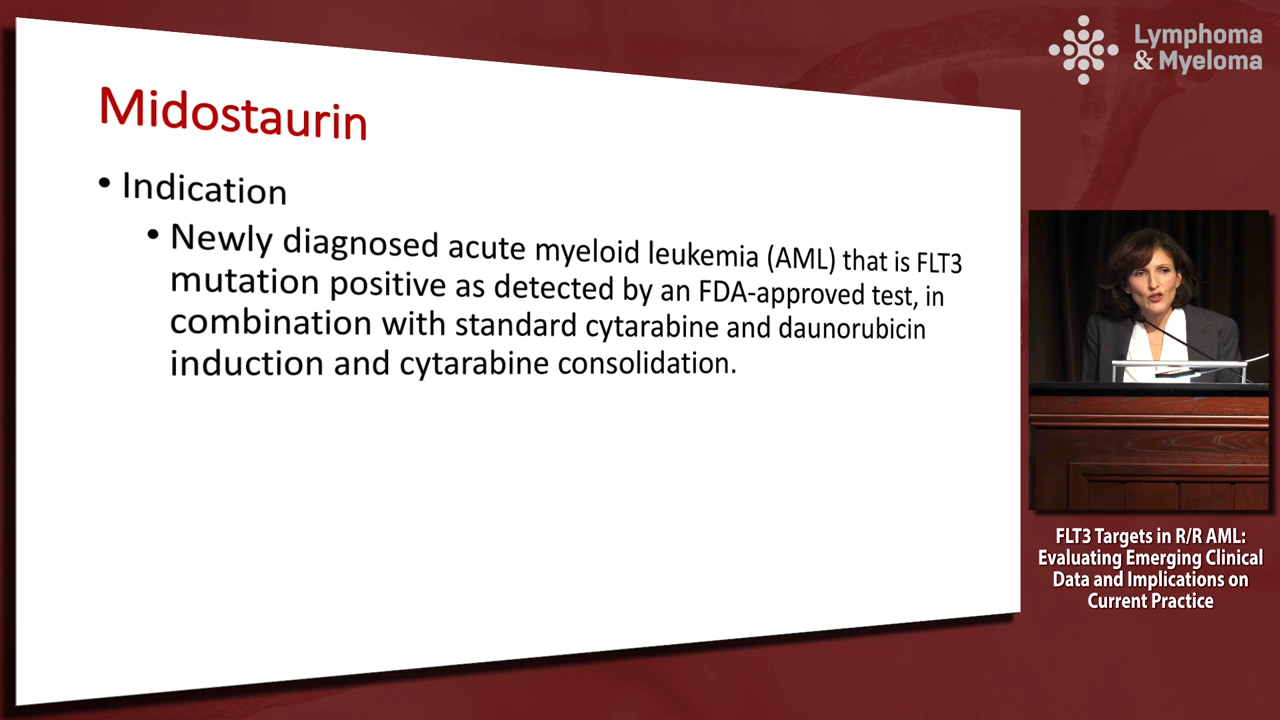 Lymphoma
& Myeloma
Midostaurin
• Indication
• Newly diagnosed acute myeloid leukemia (AML) that is FLT3
mutation positive as detected by an FDA-approved test, in
combination with standard cytarabine and daunorubicin
induction and cytarabine consolidation.
FLT3 Targets in R/R AML:
Evaluating Emerging Clinical
Data and Implications on
Current Practice